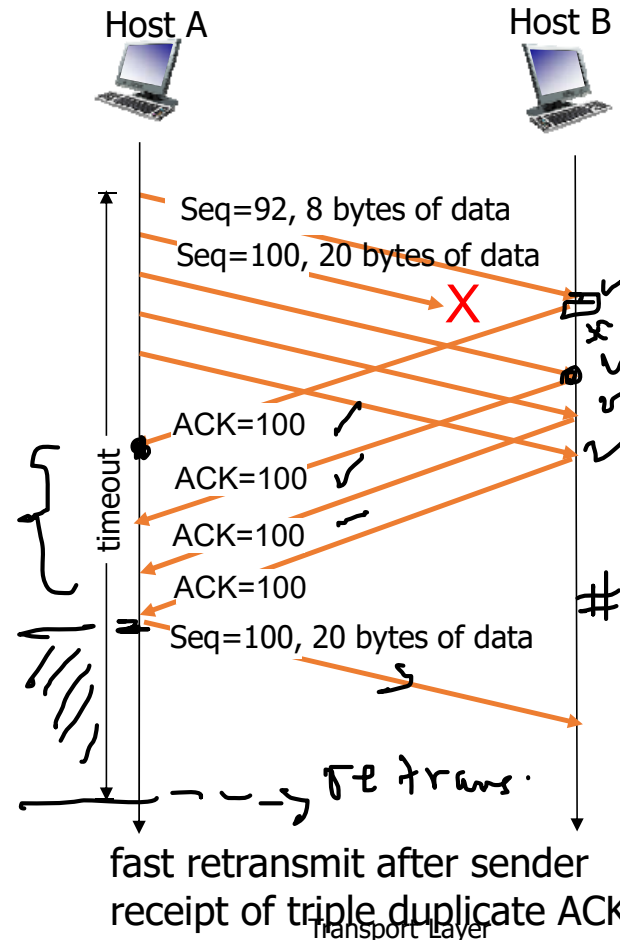 Host A
Host B
Seq=92, 8 bytes of data
Seq=100, 20 bytes of data
X
ACK=100
ACK=100
ACK=100
ACK=100
timeout
#
Seq=100, 20 bytes of data
re trans.
fast retransmit after sender
receipt of triple duplicate ACK
Transport Layer